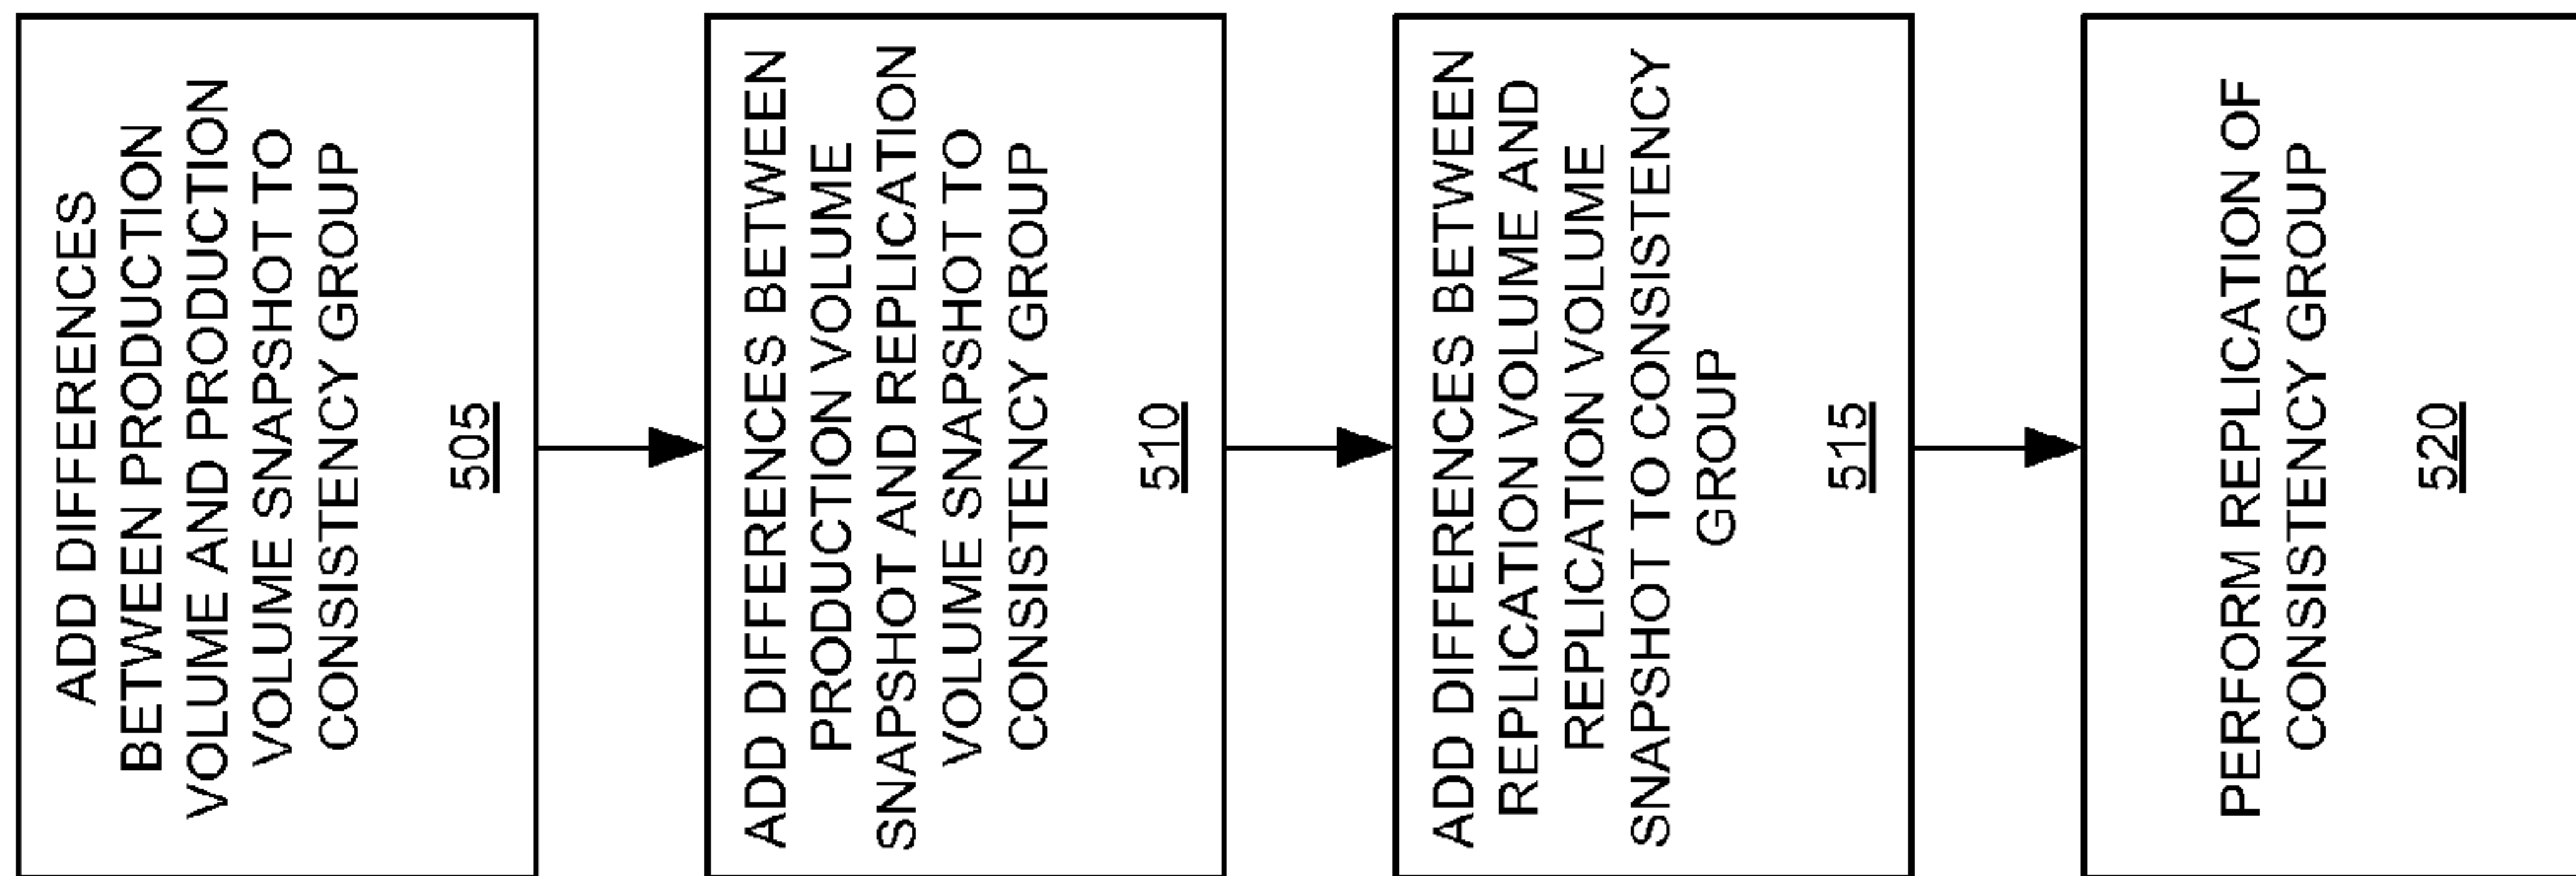 ADD DIFFERENCES
BETWEEN PRODUCTION
VOLUME AND PRODUCTION
VOLUME SNAPSHOT TO
CONSISTENCY GROUP
505
ADD DIFFERENCES BETWEEN
PRODUCTION VOLUME
SNAPSHOT AND REPLICATION
VOLUME SNAPSHOT TO
CONSISTENCY GROUP
510
ADD DIFFERENCES BETWEEN
REPLICATION VOLUME AND
REPLICATION VOLUME
SNAPSHOT TO CONSISTENCY
GROUP
515
PERFORM REPLICATION OF
CONSISTENCY GROUP
520